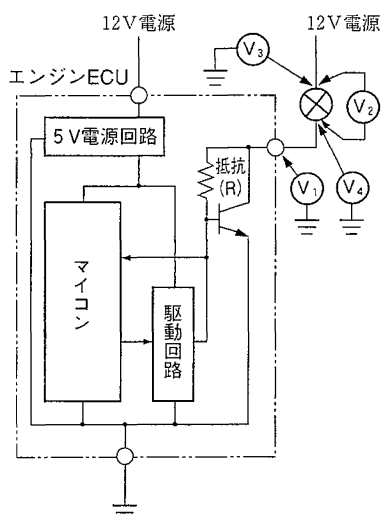 12V電源
12V電源
V₃
エンジンECU
V₂
5V電源回路
抵抗
(R)
V₁
V₄
マイコン
駆動回路